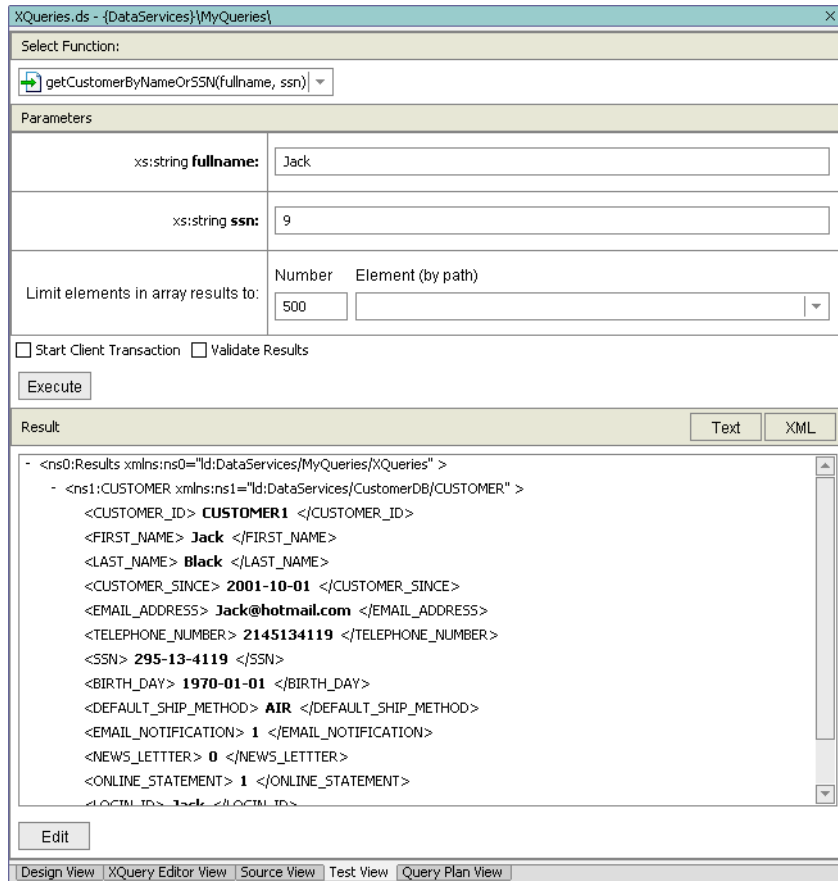 XQueries.ds - {DataServices}\MyQueries\
Select Function:
getCustomerByNameOrSSN(fullname, ssn)
Parameters
xs:string fullname: Jack
xs:string ssn: 9
Number Element (by path)
Limit elements in array results to: 500
Start Client Transaction Validate Results
Execute
Result Text XML
- <ns0:Results xmlns:ns0="ld:DataServices/MyQueries/XQueries" >
- <ns1:CUSTOMER xmlns:ns1="ld:DataServices/CustomerDB/CUSTOMER" >
<CUSTOMER_ID> CUSTOMER1 </CUSTOMER_ID>
<FIRST_NAME> Jack </FIRST_NAME>
<LAST_NAME> Black </LAST_NAME>
<CUSTOMER_SINCE> 2001-10-01 </CUSTOMER_SINCE>
<EMAIL_ADDRESS> Jack@hotmail.com </EMAIL_ADDRESS>
<TELEPHONE_NUMBER> 2145134119 </TELEPHONE_NUMBER>
<SSN> 295-13-4119 </SSN>
<BIRTH_DAY> 1970-01-01 </BIRTH_DAY>
<DEFAULT_SHIP_METHOD> AIR </DEFAULT_SHIP_METHOD>
<EMAIL_NOTIFICATION> 1 </EMAIL_NOTIFICATION>
<NEWS_LETTTER> 0 </NEWS_LETTTER>
<ONLINE_STATEMENT> 1 </ONLINE_STATEMENT>
<LOGIN_ID> Jack </LOGIN_ID>
Edit
Design View XQuery Editor View Source View Test View Query Plan View